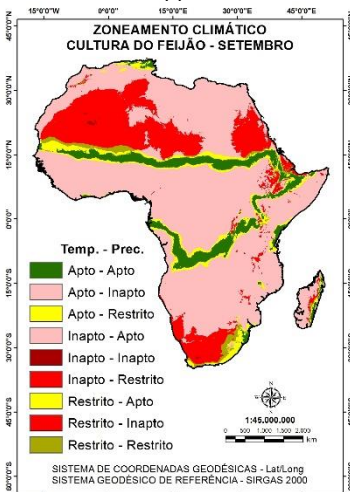 ZONEAMENTO CLIMÁTICO
CULTURA DO FEIJÃO - SETEMBRO
15°0'0"O 0°0'0" 15°0'0"E 30°0'0"E 45°0'0"E
45°0'0"N
30°0'0"N
15°0'0"N
0°0'0"
15°0'0"S
30°0'0"S
45°0'0"S
60°0'0"S
Temp. - Prec.
Apto - Apto
Apto - Inapto
Apto - Restrito
Inapto - Apto
Inapto - Inapto
Inapto - Restrito
Restrito - Apto
Restrito - Inapto
Restrito - Restrito
N
1:45.000.000
0 500 1.000 1.500 2.000
km
SISTEMA DE COORDENADAS GEODÉSICAS - Lat/Long
SISTEMA GEODÉSICO DE REFERÊNCIA - SIRGAS 2000